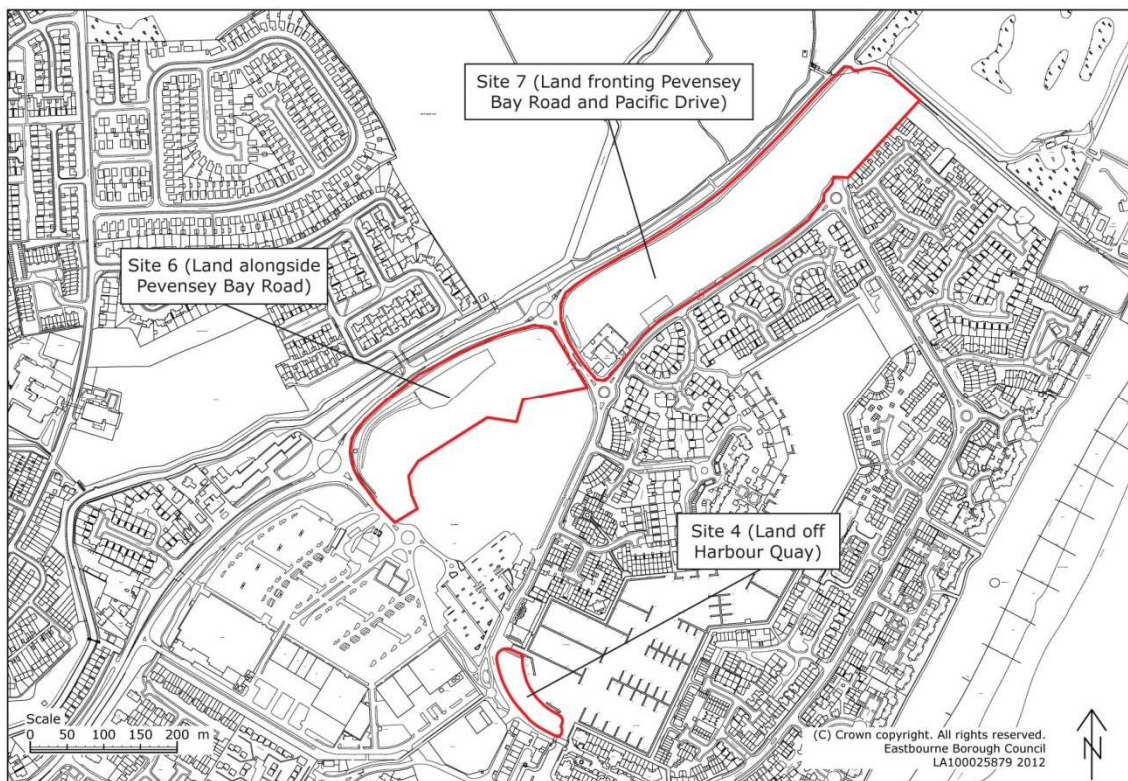 Site 7 (Land fronting Pevensey
Bay Road and Pacific Drive)
Site 6 (Land alongside
Pevensey Bay Road)
Site 4 (Land off
Harbour Quay)
Scale
0 50 100 150 200 m
(C) Crown copyright. All rights reserved.
Eastbourne Borough Council
LA100025879 2012
N